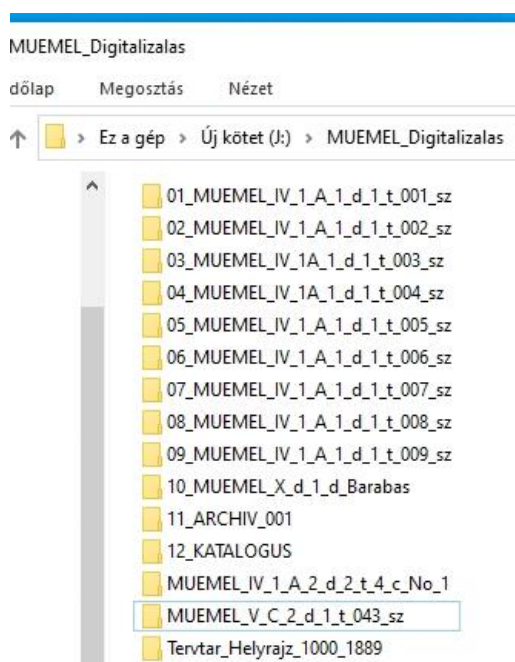 MUEMEL_Digitalizalas
dőlap Megosztás Nézet
Ez a gép › Új kötet (J:) › MUEMEL_Digitalizalas
01_MUEMEL_IV_1_A_1_d_1_t_001_sz
02_MUEMEL_IV_1_A_1_d_1_t_002_sz
03_MUEMEL_IV_1A_1_d_1_t_003_sz
04_MUEMEL_IV_1A_1_d_1_t_004_sz
05_MUEMEL_IV_1_A_1_d_1_t_005_sz
06_MUEMEL_IV_1_A_1_d_1_t_006_sz
07_MUEMEL_IV_1_A_1_d_1_t_007_sz
08_MUEMEL_IV_1_A_1_d_1_t_008_sz
09_MUEMEL_IV_1_A_1_d_1_t_009_sz
10_MUEMEL_X_d_1_d_Barabas
11_ARCHIV_001
12_KATALOGUS
MUEMEL_IV_1_A_2_d_2_t_4_c_No_1
MUEMEL_V_C_2_d_1_t_043_sz
Tervtar_Helyrajz_1000_1889